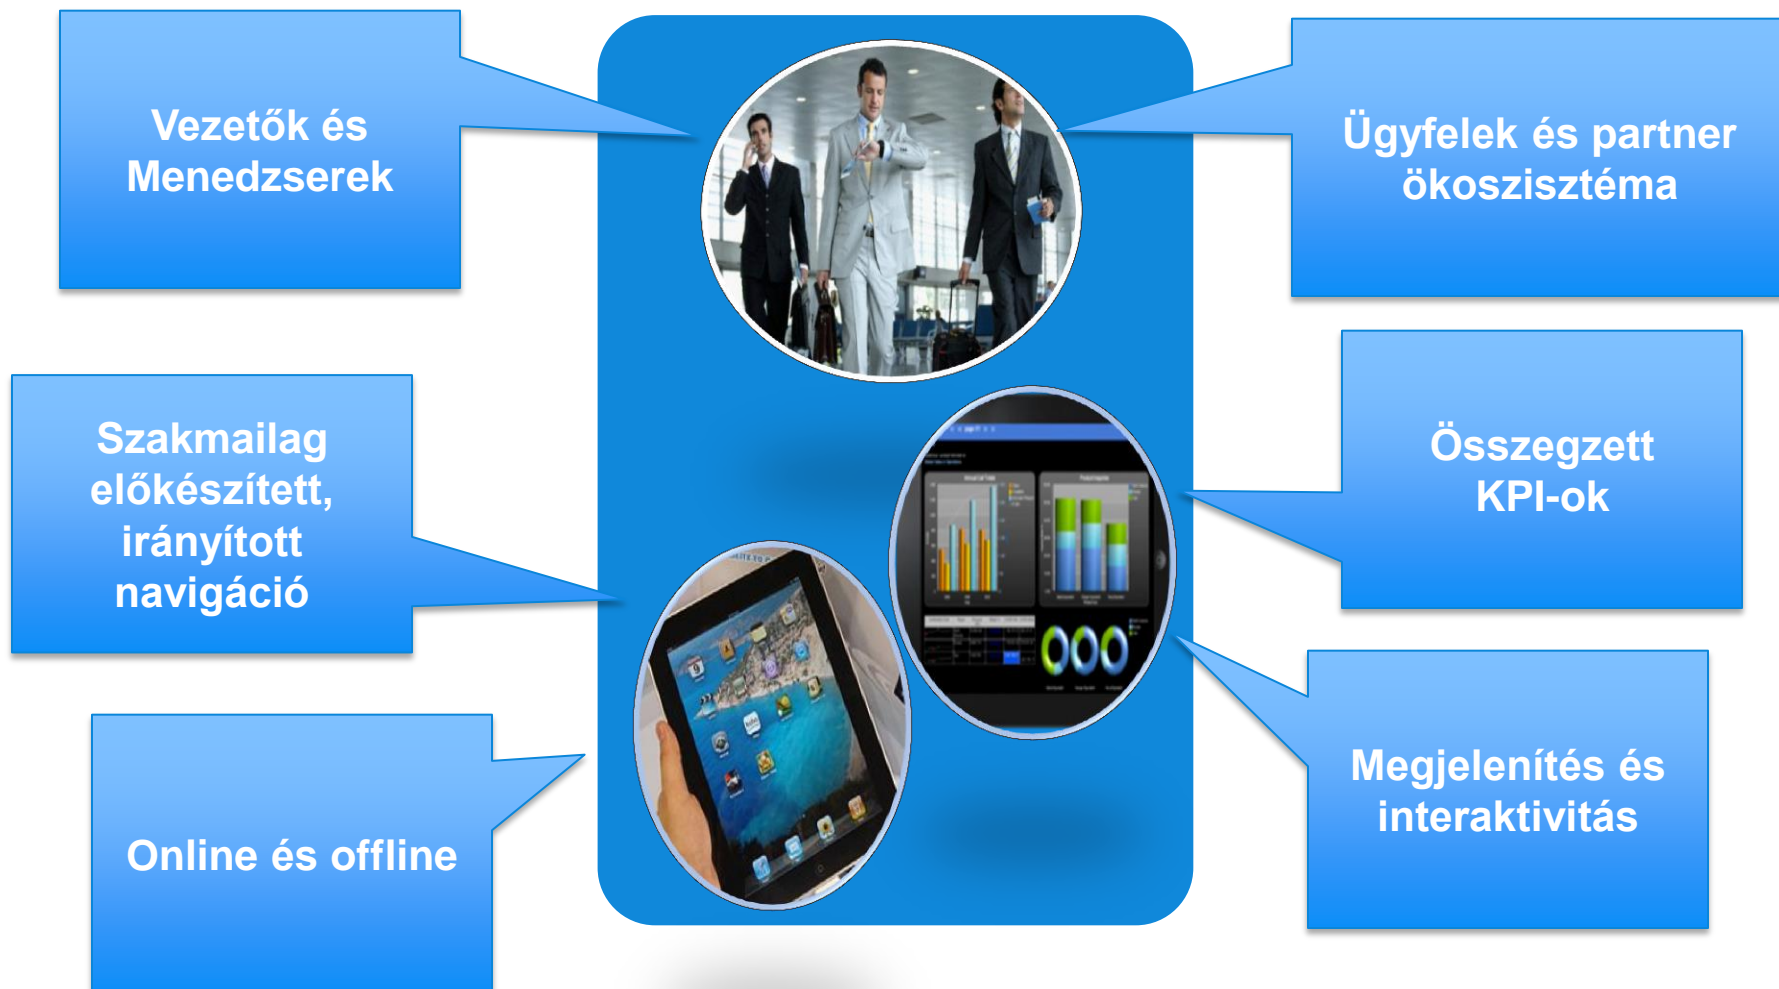 Vezetők és
Menedzserek
Ügyfelek és partner
ökoszisztéma
Szakmailag
előkészített,
irányított
navigáció
Összegzett
KPI-ok
Online és offline
Megjelenítés és
interaktivitás